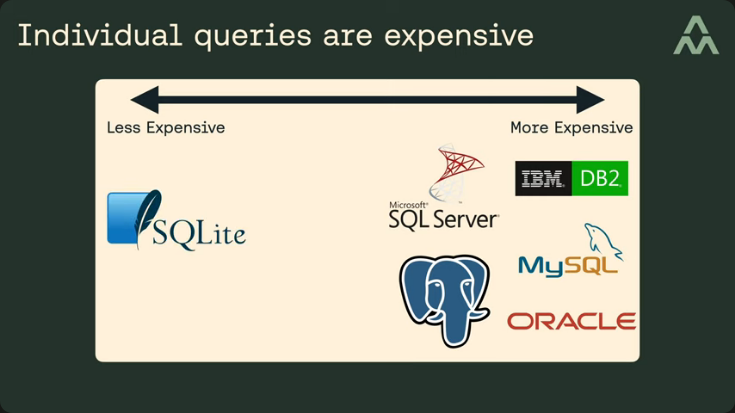 Individual queries are expensive
Less Expensive
More Expensive
SQLite
Microsoft®
SQL Server®
IBM. DB2.
MySQL
ORACLE